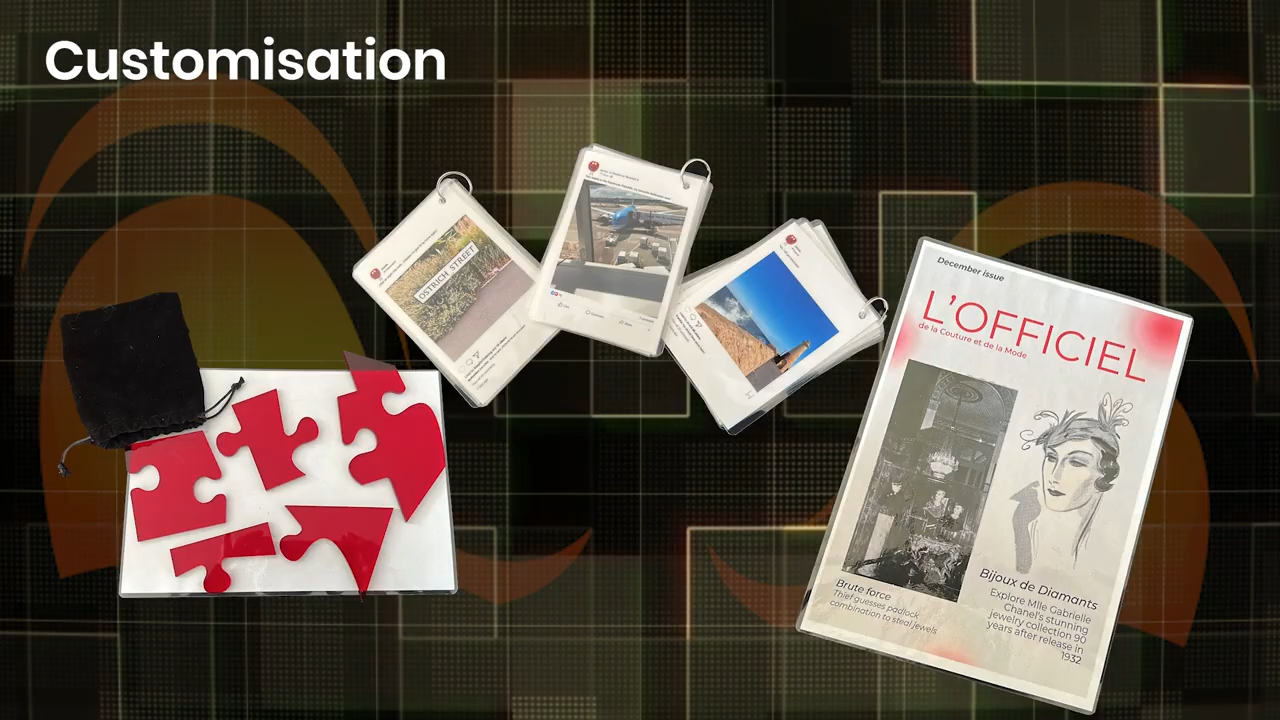 Customisation
OSTRICH STREET
December issue
L'OFFICIEL
de la Couture et de la Mode
Brute force
Thief guesses padlock
combination to steal jewels
Bijoux de Diamants
Explore Mlle Gabrielle
Chanel's stunning
jewelry collection 90
years after release in
1932